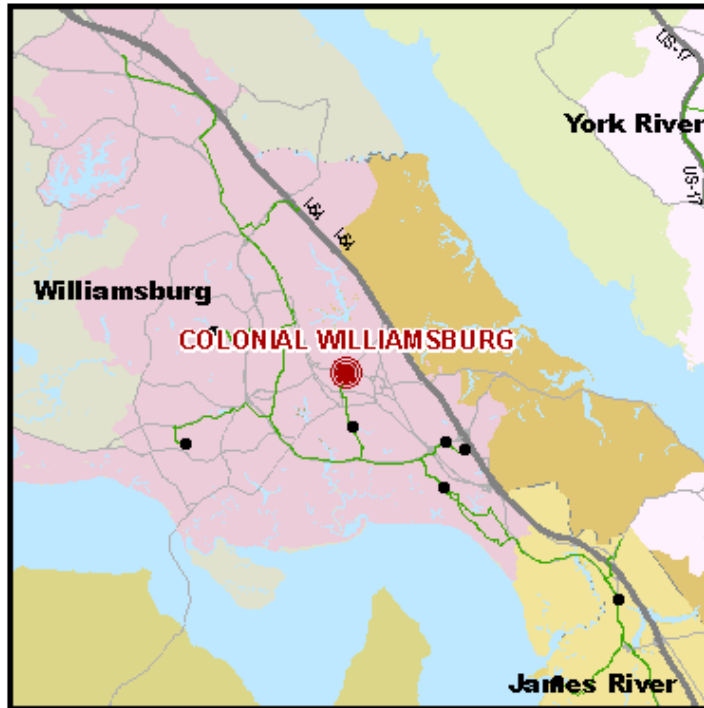 US-17
York River
US-17
I-64
I-64
Williamsburg
COLONIAL WILLIAMSBURG
James River